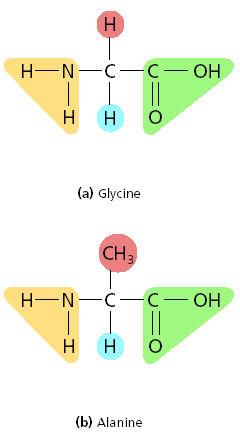 H
H—N—C—C—OH
H H O
(a) Glycine
CH₃
H—N—C—C—OH
H H O
(b) Alanine